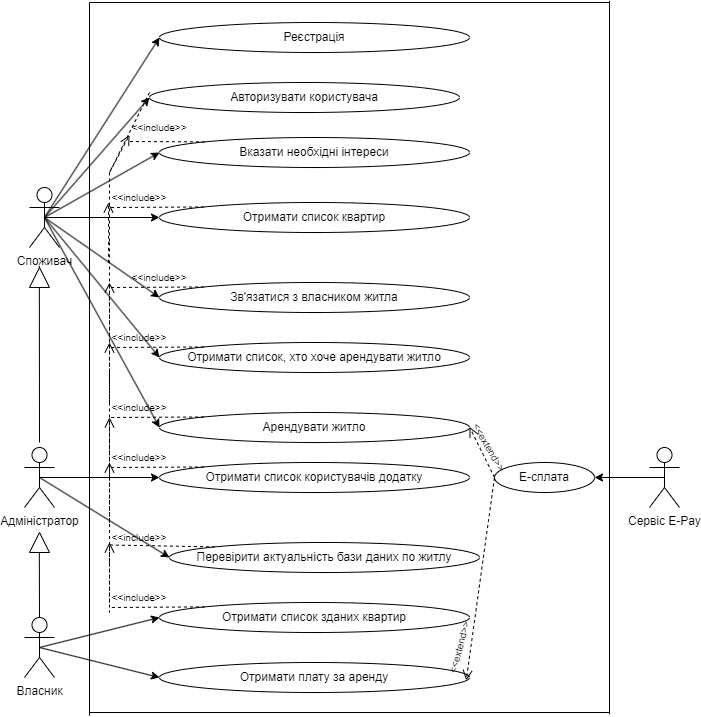 Реєстрація
Авторизувати користувача
<<include>>
Вказати необхідні інтереси
<<include>>
Отримати список квартир
Споживач
<<include>>
Зв'язатися з власником житла
<<include>>
Отримати список, хто хоче арендувати житло
<<include>>
Арендувати житло
<<extend>>
<<include>>
Отримати список користувачів додатку
Е-сплата
Адміністратор
Сервіс E-Pay
<<include>>
Перевірити актуальність бази даних по житлу
<<include>>
Отримати список зданих квартир
<<extend>>
Отримати плату за аренду
Власник